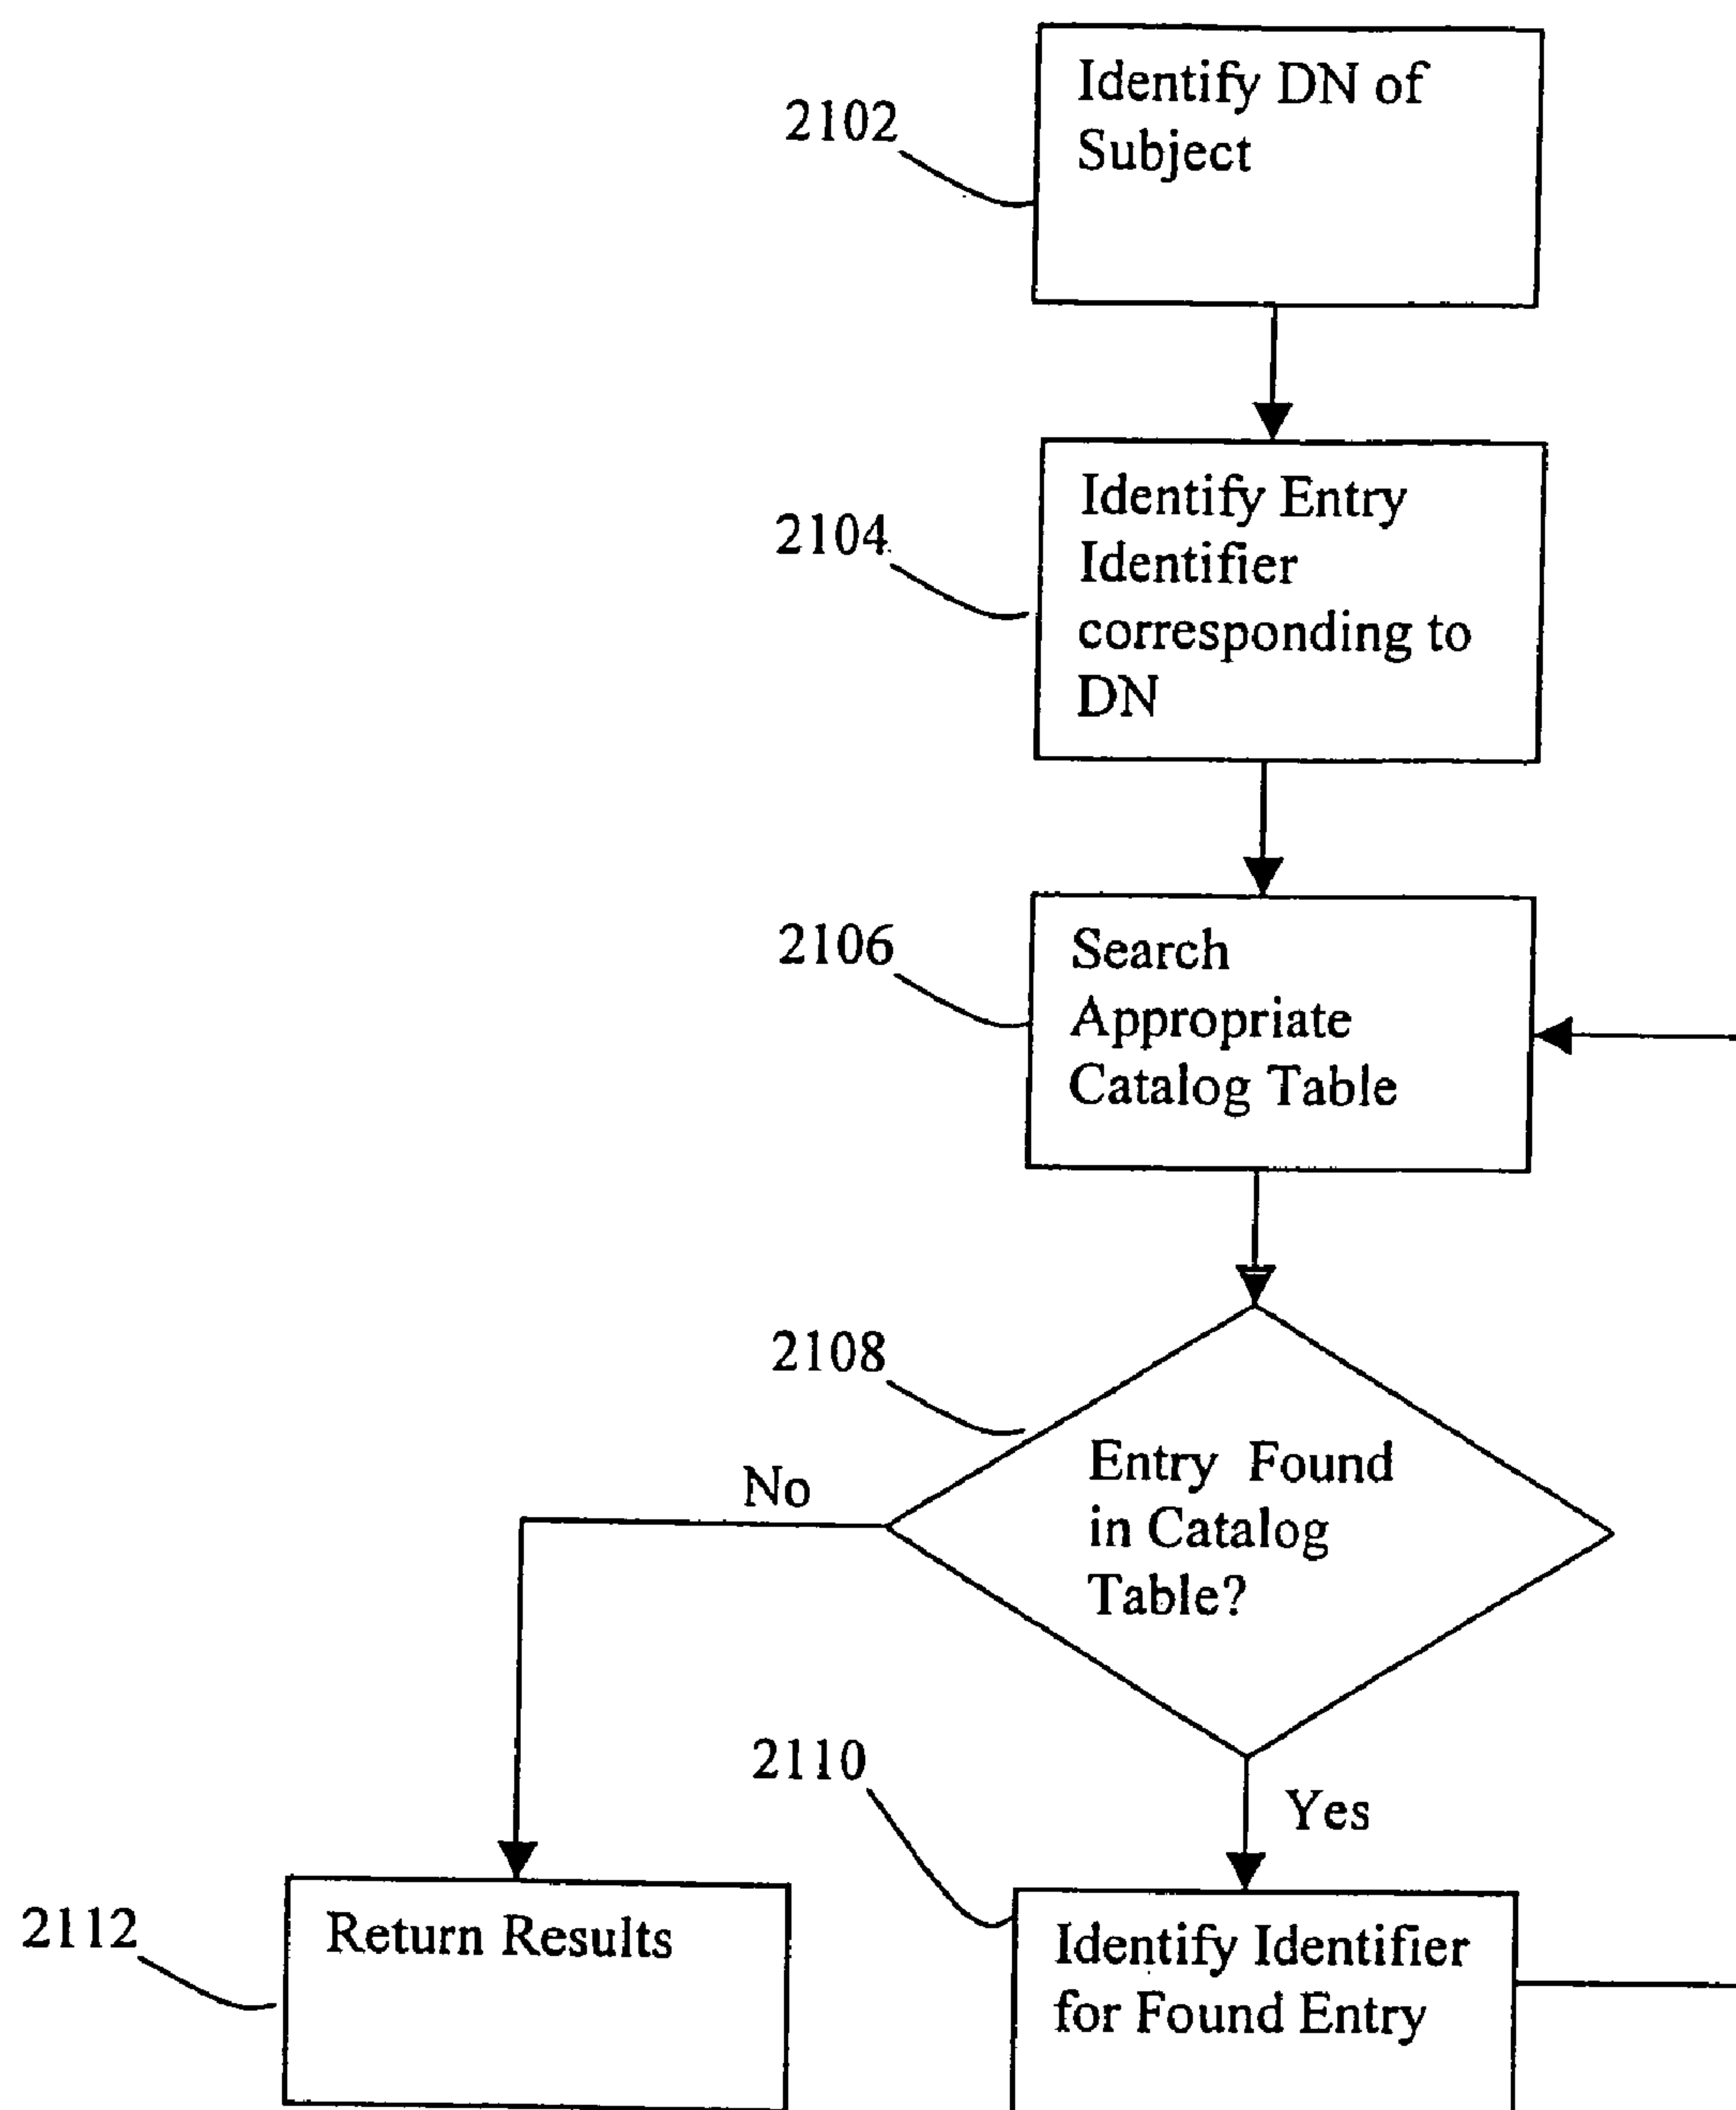 2102
Identify DN of
Subject
2104
Identify Entry
Identifier
corresponding to
DN
2106
Search
Appropriate
Catalog Table
2108
Entry Found
in Catalog
Table?
No
Yes
2110
Identify Identifier
for Found Entry
2112
Return Results